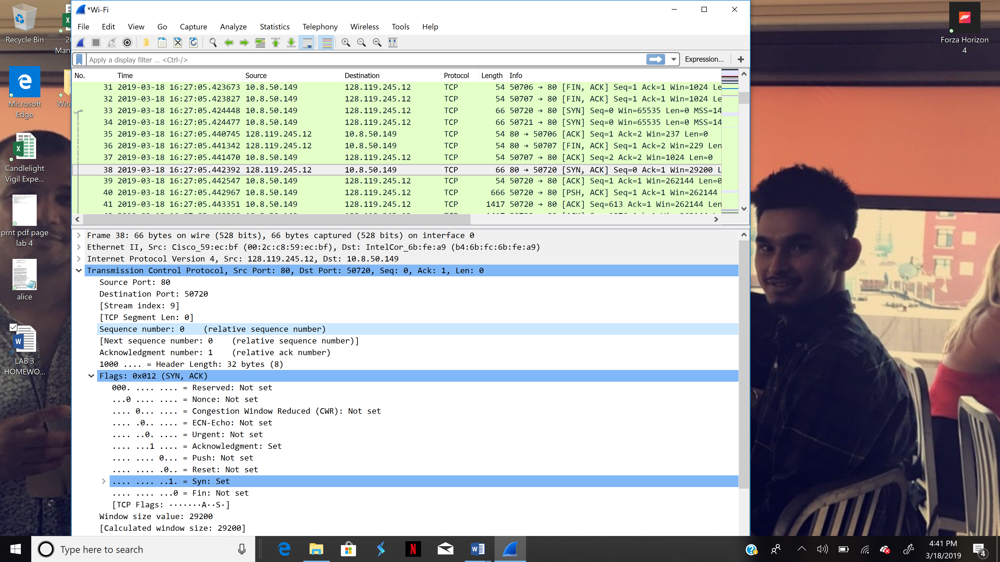 *Wi-Fi
File Edit View Go Capture Analyze Statistics Telephony Wireless Tools Help
Apply a display filter ... <Ctrl-/>
Expression... +
No. Time Source Destination Protocol Length Info
31 2019-03-18 16:27:05.423673 10.8.50.149 128.119.245.12 TCP 54 50706 → 80 [FIN, ACK] Seq=1 Ack=1 Win=1024 Le
32 2019-03-18 16:27:05.423827 10.8.50.149 128.119.245.12 TCP 54 50707 → 80 [FIN, ACK] Seq=1 Ack=1 Win=1024 Le
33 2019-03-18 16:27:05.424448 10.8.50.149 128.119.245.12 TCP 66 50720 → 80 [SYN] Seq=0 Win=65535 Len=0 MSS=14
34 2019-03-18 16:27:05.424477 10.8.50.149 128.119.245.12 TCP 66 50721 → 80 [SYN] Seq=0 Win=65535 Len=0 MSS=14
35 2019-03-18 16:27:05.440745 128.119.245.12 10.8.50.149 TCP 54 80 → 50706 [ACK] Seq=1 Ack=2 Win=237 Len=0
36 2019-03-18 16:27:05.441342 128.119.245.12 10.8.50.149 TCP 54 80 → 50707 [FIN, ACK] Seq=1 Ack=2 Win=229 Len
37 2019-03-18 16:27:05.441470 10.8.50.149 128.119.245.12 TCP 54 50707 → 80 [ACK] Seq=2 Ack=2 Win=1024 Len=0
38 2019-03-18 16:27:05.442392 128.119.245.12 10.8.50.149 TCP 66 80 → 50720 [SYN, ACK] Seq=0 Ack=1 Win=29200 L
39 2019-03-18 16:27:05.442547 10.8.50.149 128.119.245.12 TCP 54 50720 → 80 [ACK] Seq=1 Ack=1 Win=262144 Len=0
40 2019-03-18 16:27:05.442967 10.8.50.149 128.119.245.12 TCP 666 50720 → 80 [PSH, ACK] Seq=1 Ack=1 Win=262144
41 2019-03-18 16:27:05.443351 10.8.50.149 128.119.245.12 TCP 1417 50720 → 80 [ACK] Seq=613 Ack=1 Win=262144 Len
Frame 38: 66 bytes on wire (528 bits), 66 bytes captured (528 bits) on interface 0
Ethernet II, Src: Cisco_59:ec:bf (00:2c:c8:59:ec:bf), Dst: IntelCor_6b:fe:a9 (b4:6b:fc:6b:fe:a9)
Internet Protocol Version 4, Src: 128.119.245.12, Dst: 10.8.50.149
Transmission Control Protocol, Src Port: 80, Dst Port: 50720, Seq: 0, Ack: 1, Len: 0
Source Port: 80
Destination Port: 50720
[Stream index: 9]
[TCP Segment Len: 0]
Sequence number: 0 (relative sequence number)
[Next sequence number: 0 (relative sequence number)]
Acknowledgment number: 1 (relative ack number)
1000 .... = Header Length: 32 bytes (8)
Flags: 0x012 (SYN, ACK)
000. .... .... = Reserved: Not set
...0 .... .... = Nonce: Not set
.... 0... .... = Congestion Window Reduced (CWR): Not set
.... .0.. .... = ECN-Echo: Not set
.... ..0. .... = Urgent: Not set
.... ...1 .... = Acknowledgment: Set
.... .... 0... = Push: Not set
.... .... .0.. = Reset: Not set
.... .... ..1. = Syn: Set
.... .... ...0 = Fin: Not set
[TCP Flags: ·······A··S·]
Window size value: 29200
[Calculated window size: 29200]
Recycle Bin
20
Man
Microsoft
Edge
Wire
Candlelight
Vigil Expe...
prnt pdf page
lab 4
alice
LAB 3
HOMEWO...
Forza Horizon
4
Type here to search
4:41 PM
3/18/2019
4